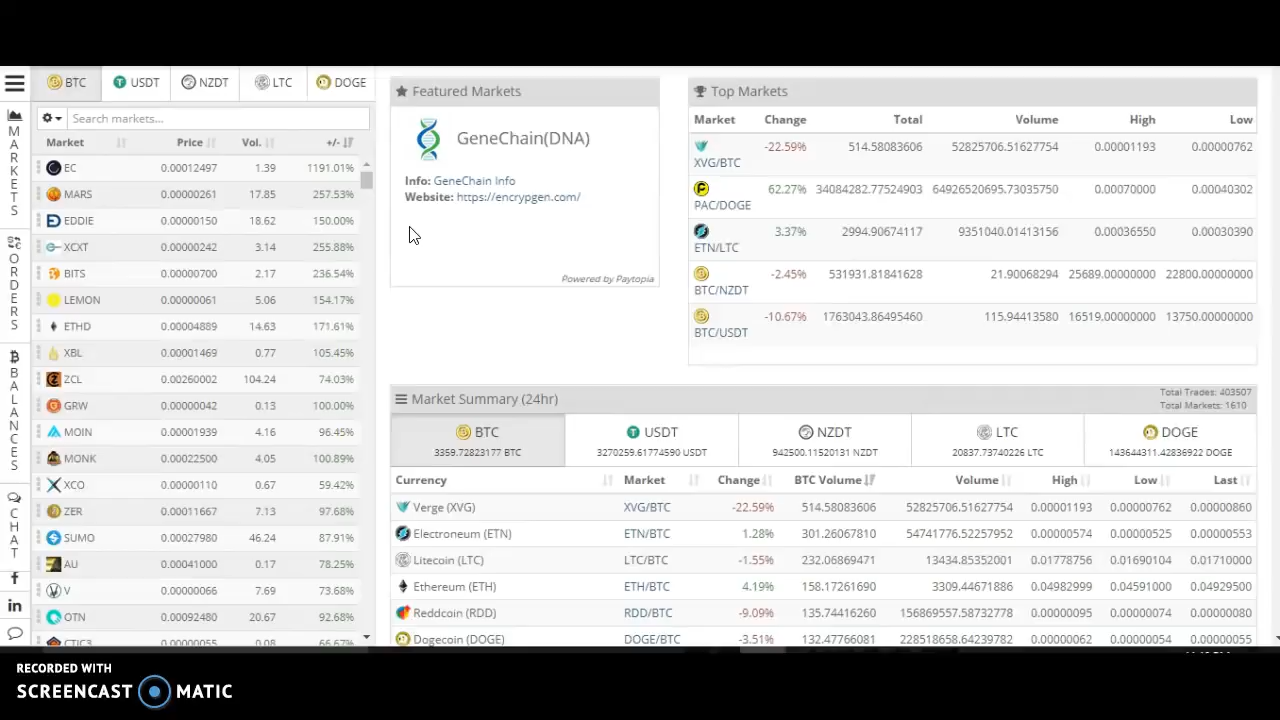 BTC USDT NZDT LTC DOGE
Search markets...
Market Price Vol. +/-
EC 0.00012497 1.39 1191.01%
MARS 0.00000261 17.85 257.53%
EDDIE 0.00000150 18.62 150.00%
XCXT 0.00000242 3.14 255.88%
BITS 0.00000700 2.17 236.54%
LEMON 0.00000061 5.06 154.17%
ETHD 0.00004889 14.63 171.61%
XBL 0.00001469 0.77 105.45%
ZCL 0.00260002 104.24 74.03%
GRW 0.00000042 0.13 100.00%
MOIN 0.00001939 4.16 96.45%
MONK 0.00022500 4.05 100.89%
XCO 0.00000110 0.67 59.42%
ZER 0.00011667 7.13 97.68%
SUMO 0.00027980 46.24 87.91%
AU 0.00041000 0.17 78.25%
V 0.00000066 7.69 73.68%
OTN 0.00092480 20.67 92.68%
CTIC3 0.00000055 0.08 66.67%
MARKETS
ORDERS
BALANCES
CHAT
Featured Markets
GeneChain(DNA)
Info: GeneChain Info
Website: https://encrypgen.com/
Powered by Paytopia
Top Markets
Market Change Total Volume High Low
XVG/BTC -22.59% 514.58083606 52825706.51627754 0.00001193 0.00000762
PAC/DOGE 62.27% 34084282.77524903 64926520695.73035750 0.00070000 0.00040302
ETN/LTC 3.37% 2994.90674117 9351040.01413156 0.00036550 0.00030390
BTC/NZDT -2.45% 531931.81841628 21.90068294 25689.00000000 22800.00000000
BTC/USDT -10.67% 1763043.86495460 115.94413580 16519.00000000 13750.00000000
Market Summary (24hr)
Total Trades: 403507
Total Markets: 1610
BTC USDT NZDT LTC DOGE
3359.72823177 BTC 3270259.61774590 USDT 942500.11520131 NZDT 20837.73740226 LTC 143644311.42836922 DOGE
Currency Market Change BTC Volume Volume High Low Last
Verge (XVG) XVG/BTC -22.59% 514.58083606 52825706.51627754 0.00001193 0.00000762 0.00000860
Electroneum (ETN) ETN/BTC 1.28% 301.26067810 54741776.52257952 0.00000574 0.00000525 0.00000553
Litecoin (LTC) LTC/BTC -1.55% 232.06869471 13434.85352001 0.01778756 0.01690104 0.01710000
Ethereum (ETH) ETH/BTC 4.19% 158.17261690 3309.44671886 0.04982999 0.04591000 0.04929500
Reddcoin (RDD) RDD/BTC -9.09% 135.74416260 156869557.58732778 0.00000095 0.00000074 0.00000080
Dogecoin (DOGE) DOGE/BTC -3.51% 132.47766081 228518658.64239782 0.00000062 0.00000054 0.00000055
RECORDED WITH
SCREENCAST MATIC